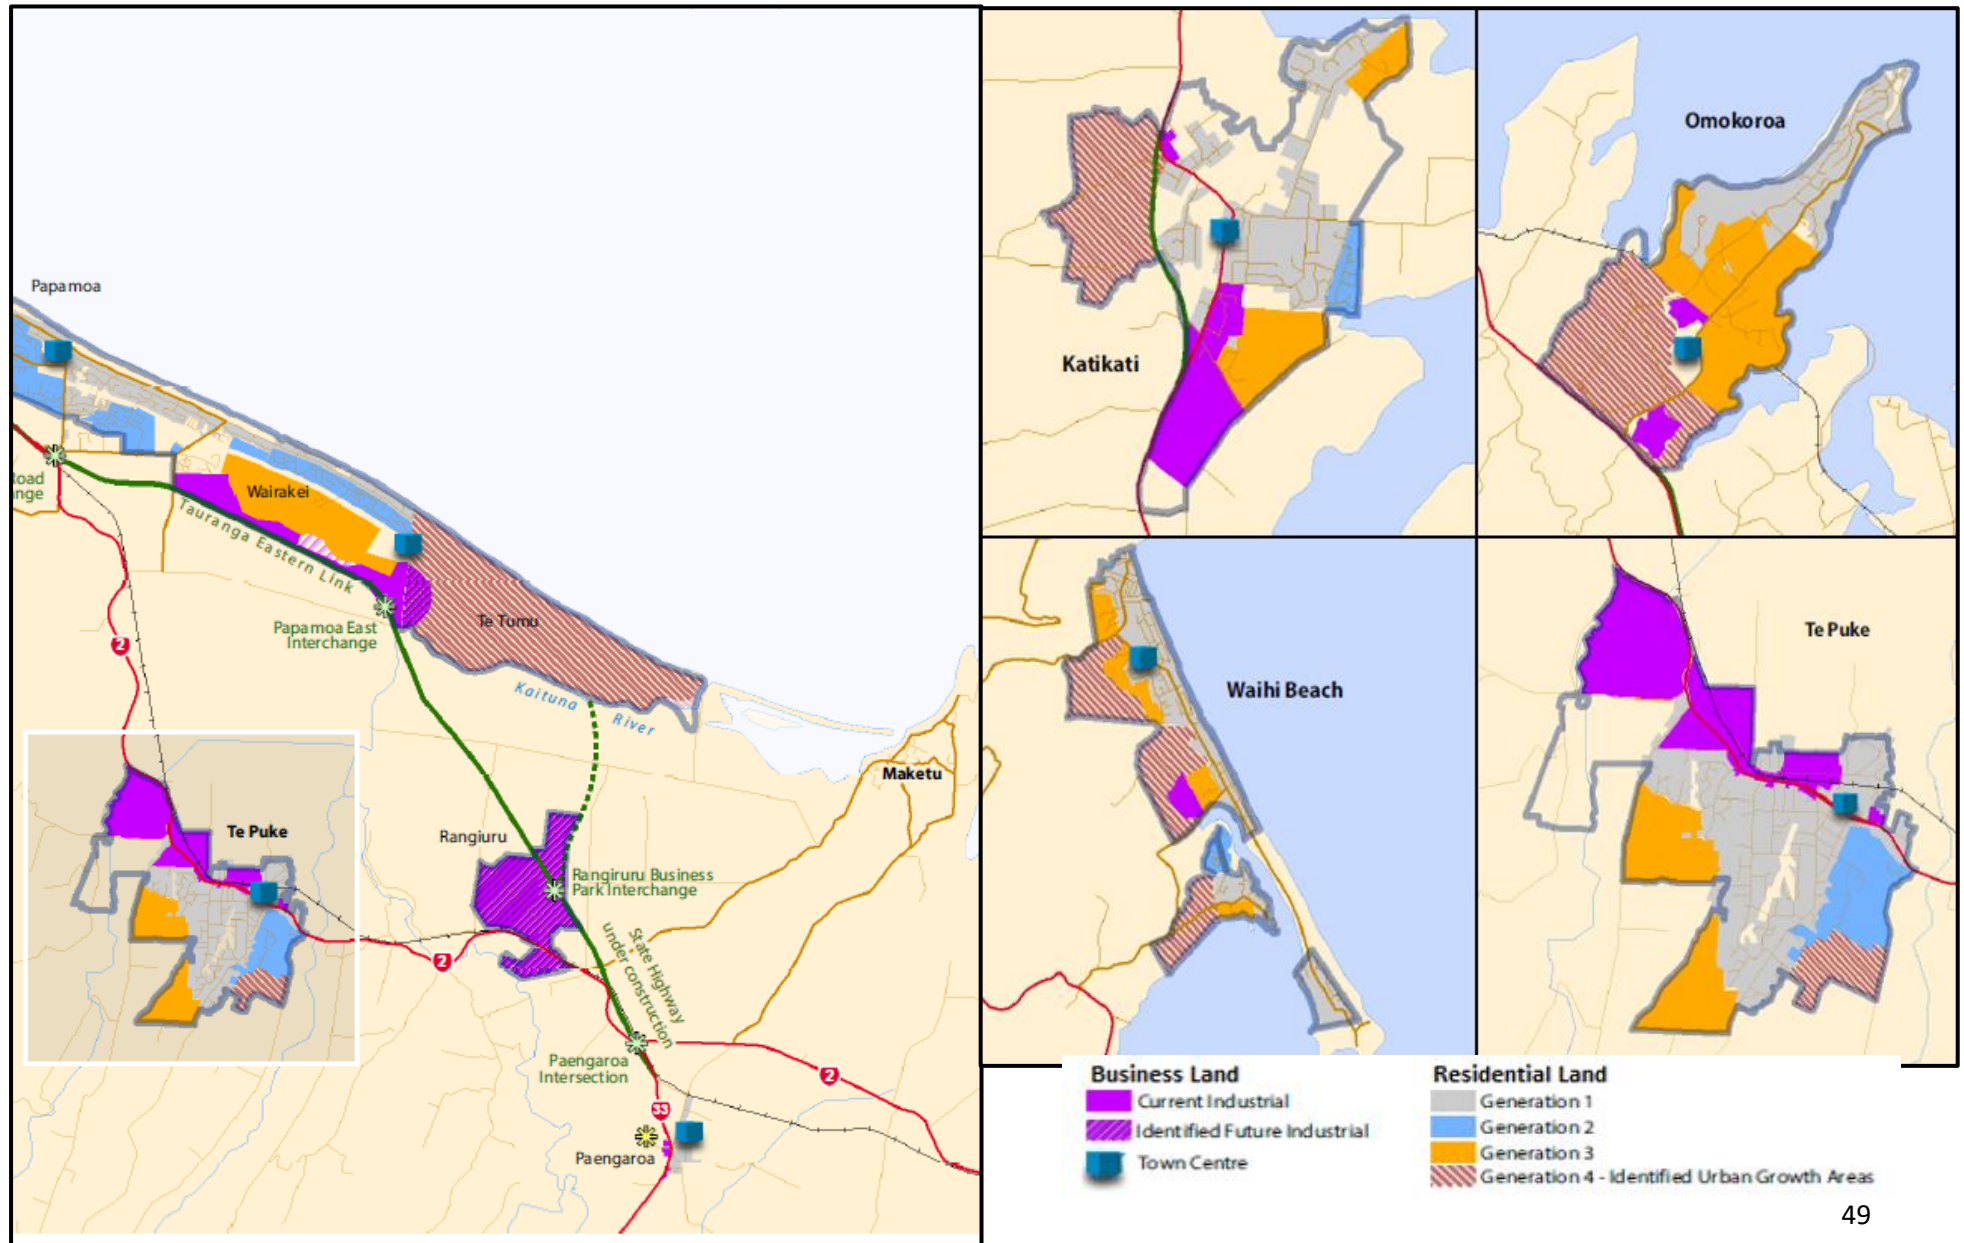 Papamoa
Road
nge
Wairakei
Tauranga Eastern Link
Papamoa East
Interchange
Te Tumu
Kaituna
River
2
Maketu
Te Puke
Rangiuru
Rangiruru Business
Park Interchange
2
State Highway
under construction
Paengaroa
Intersection
2
33
Paengaroa
Katikati
Omokoroa
Waihi Beach
Te Puke
Business Land
Current Industrial
Identified Future Industrial
Town Centre
Residential Land
Generation 1
Generation 2
Generation 3
Generation 4 - Identified Urban Growth Areas
49